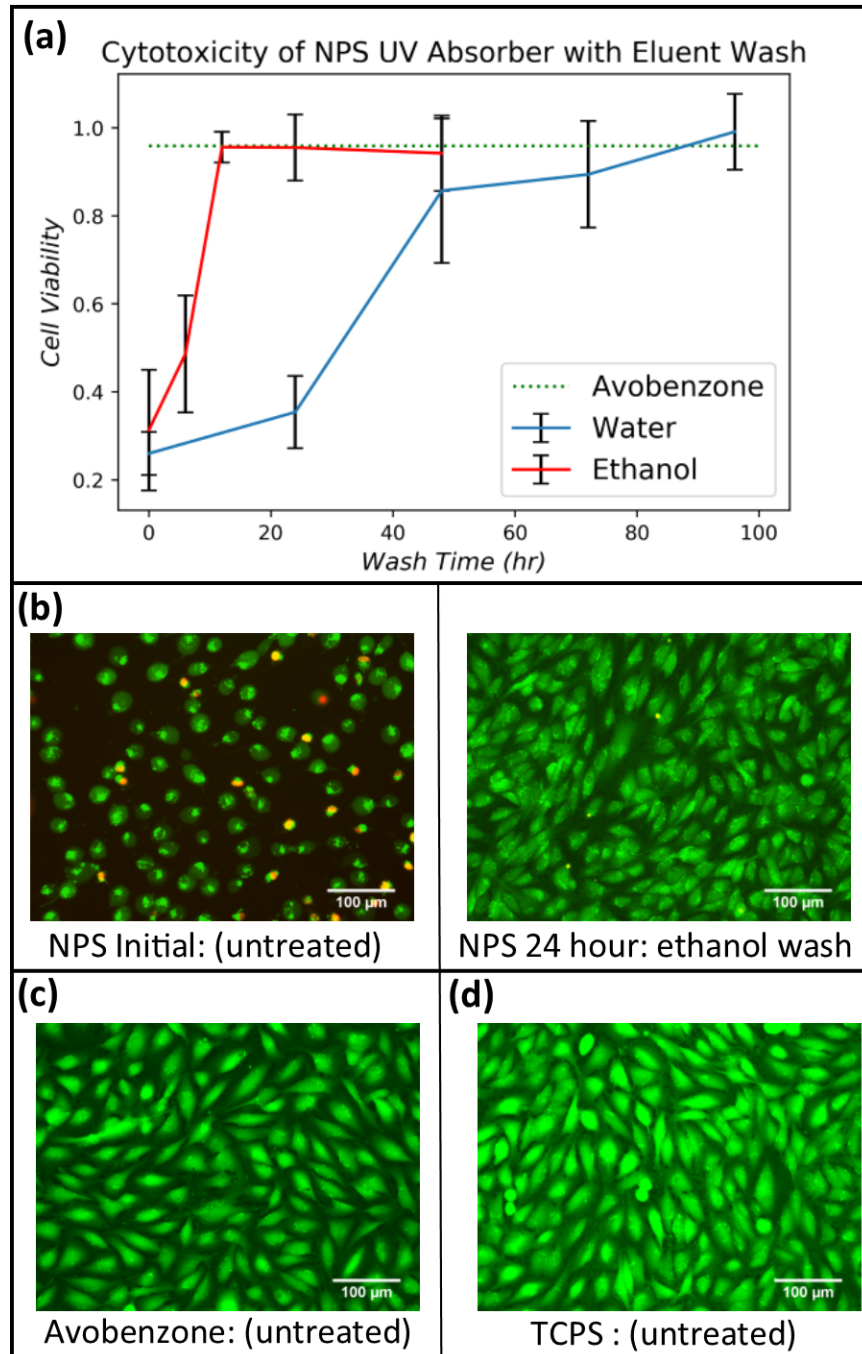 (a)
Cytotoxicity of NPS UV Absorber with Eluent Wash
1.0
0.8
0.6
0.4
0.2
Cell Viability
Avobenzone
Water
Ethanol
0
20
40
60
80
100
Wash Time (hr)
(b)
100 µm
100 µm
NPS Initial: (untreated)
NPS 24 hour: ethanol wash
(c)
(d)
100 µm
100 µm
Avobenzone: (untreated)
TCPS : (untreated)